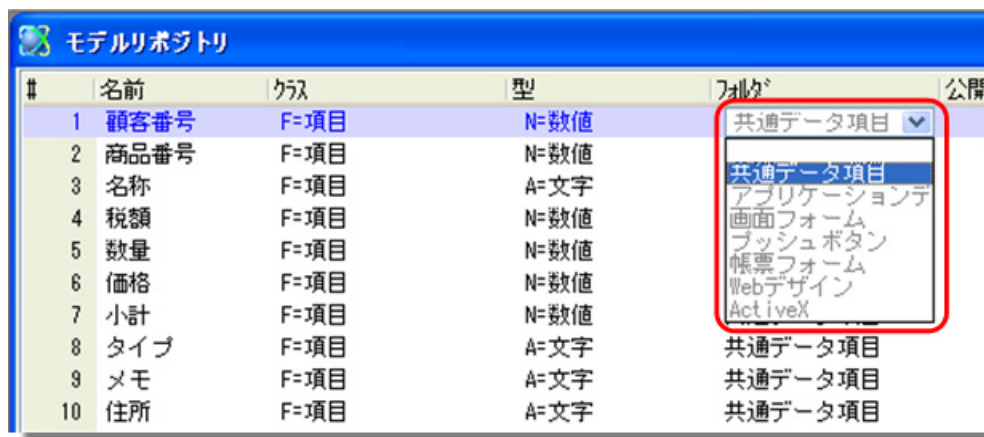 モデルリポジトリ
# 名前 クラス 型 フォルダ 公開
1 顧客番号 F=項目 N=数値 共通データ項目
2 商品番号 F=項目 N=数値
3 名称 F=項目 A=文字 共通データ項目
4 税額 F=項目 N=数値 アプリケーションデ
5 数量 F=項目 N=数値 画面フォーム
プッシュボタン
6 価格 F=項目 N=数値 帳票フォーム
Webデザイン
7 小計 F=項目 N=数値 ActiveX
8 タイプ F=項目 A=文字 共通データ項目
9 メモ F=項目 A=文字 共通データ項目
10 住所 F=項目 A=文字 共通データ項目